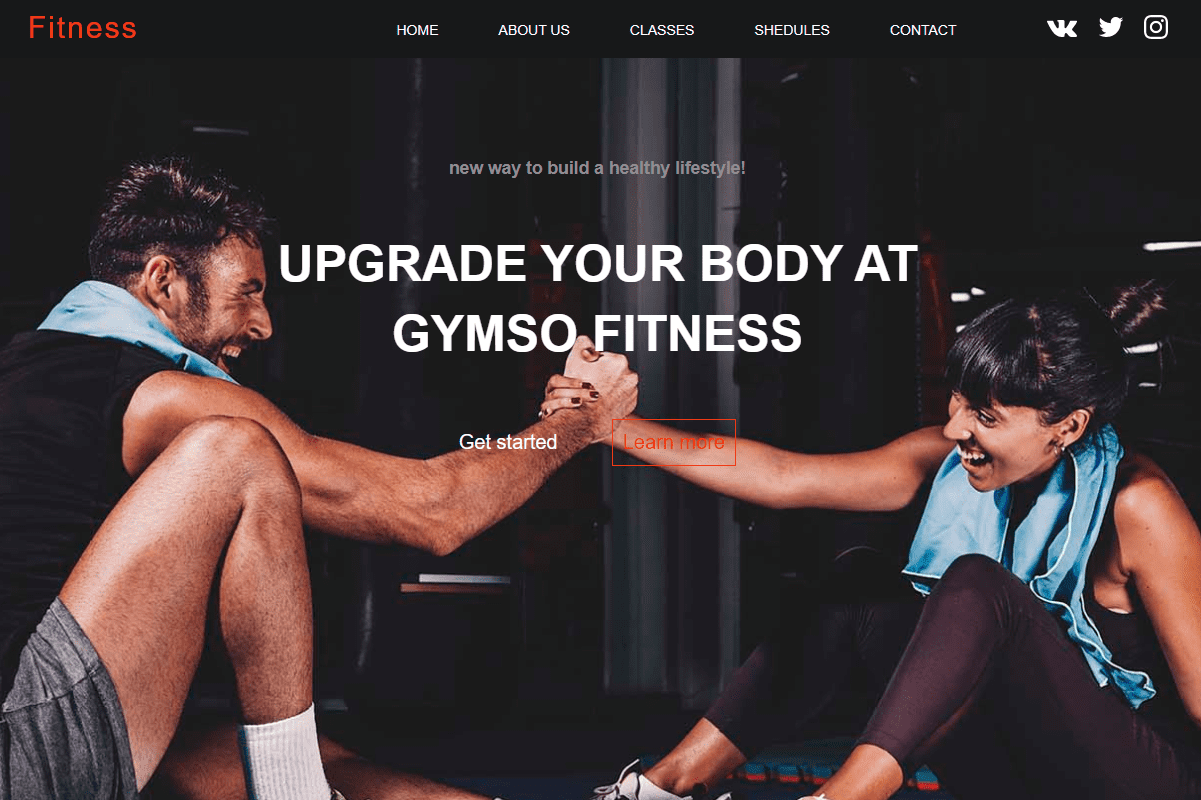 Fitness
HOME ABOUT US CLASSES SHEDULES CONTACT
new way to build a healthy lifestyle!
UPGRADE YOUR BODY AT
GYMSO FITNESS
Get started Learn more